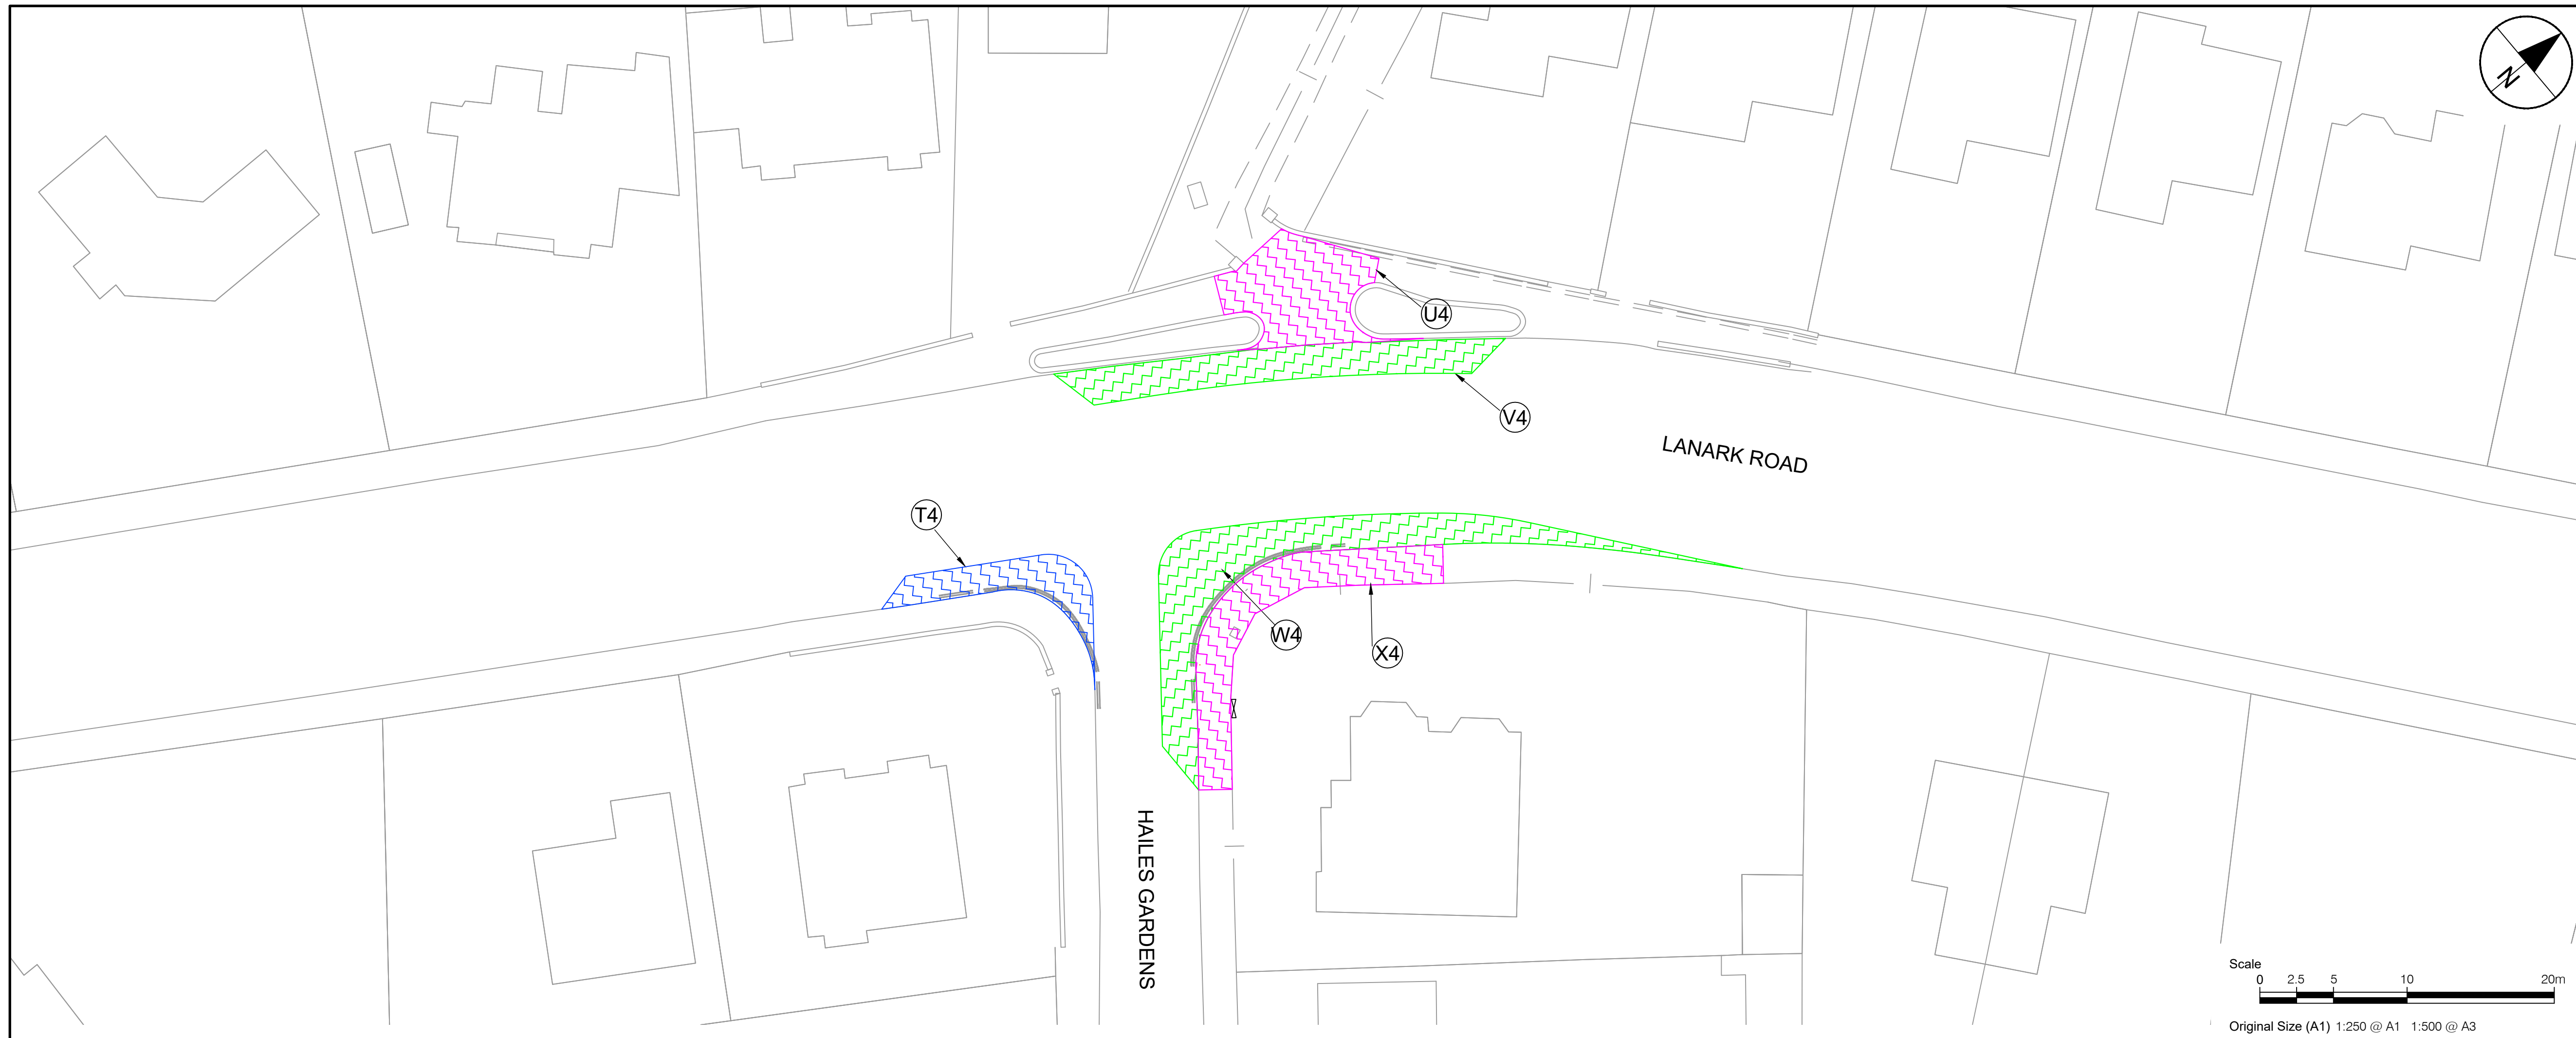 N
U4
V4
LANARK ROAD
T4
W4
X4
HAILES GARDENS
Scale
0 2.5 5 10 20m
Original Size (A1) 1:250 @ A1 1:500 @ A3